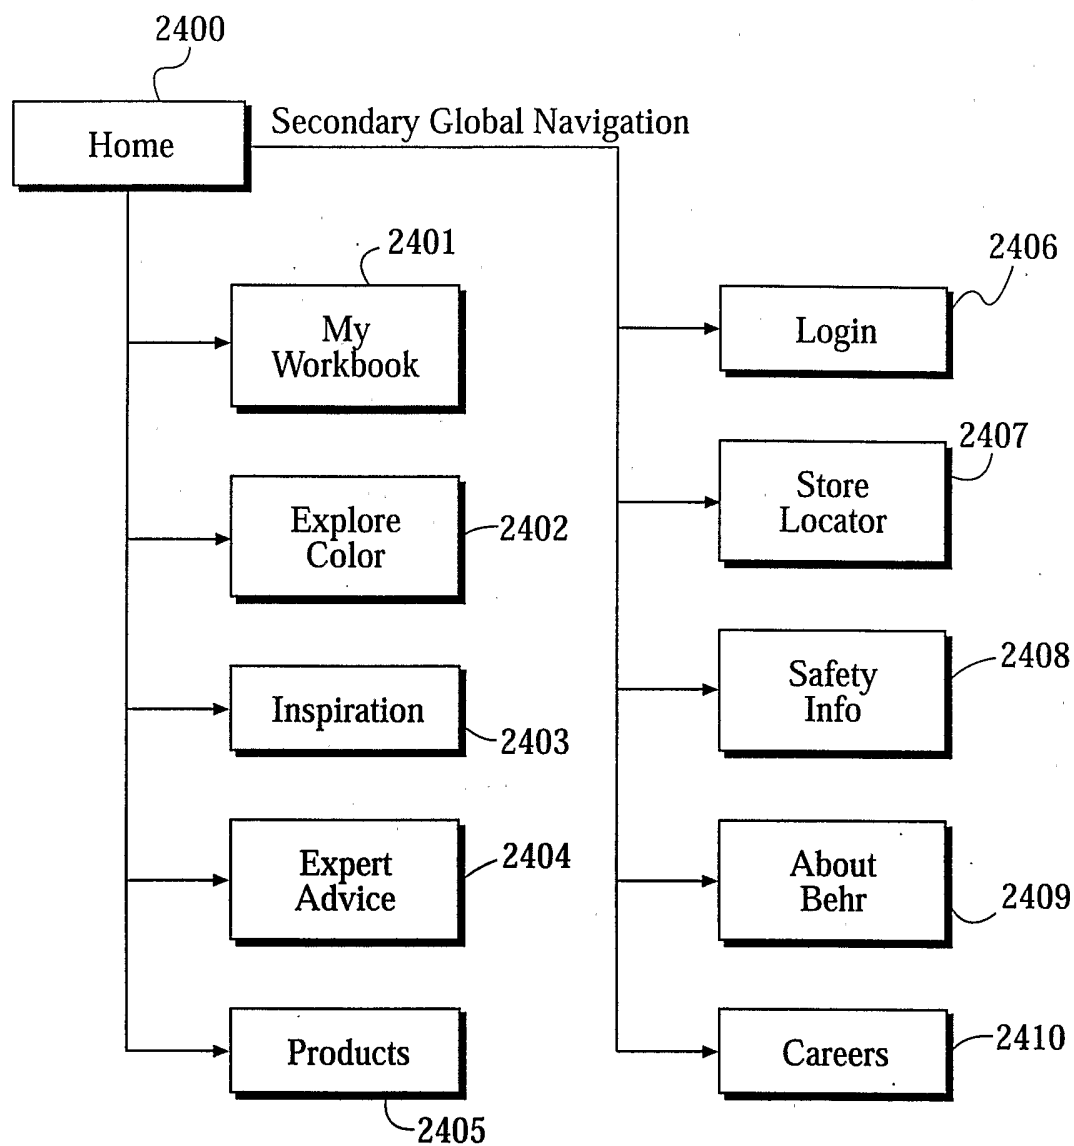 2400
Home
Secondary Global Navigation
2401
My
Workbook
Explore
Color
2402
Inspiration
2403
Expert
Advice
2404
Products
2405
2406
Login
2407
Store
Locator
Safety
Info
2408
About
Behr
2409
Careers
2410